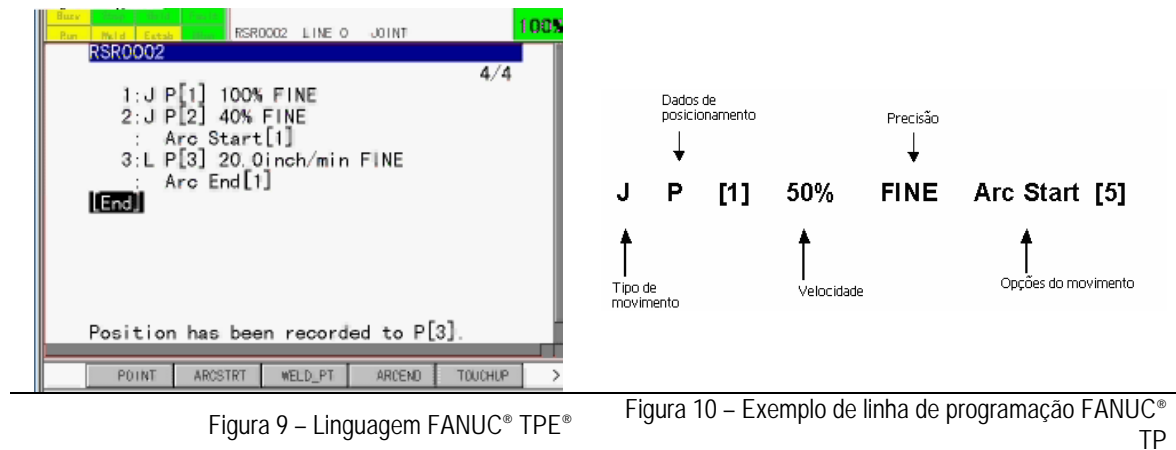 Busy
Run Weld
RSR0002 LINE 0 JOINT
100%
RSR0002
4/4
1:J P[1] 100% FINE
2:J P[2] 40% FINE
: Arc Start[1]
3:L P[3] 20.0inch/min FINE
: Arc End[1]
[End]
Position has been recorded to P[3].
POINT ARCSTRT WELD_PT ARCEND TOUCHUP >
Figura 9 – Linguagem FANUC® TPE®
Dados de
posicionamento
Precisão
J P [1] 50% FINE Arc Start [5]
Tipo de
movimento
Velocidade
Opções do movimento
Figura 10 – Exemplo de linha de programação FANUC®
TP